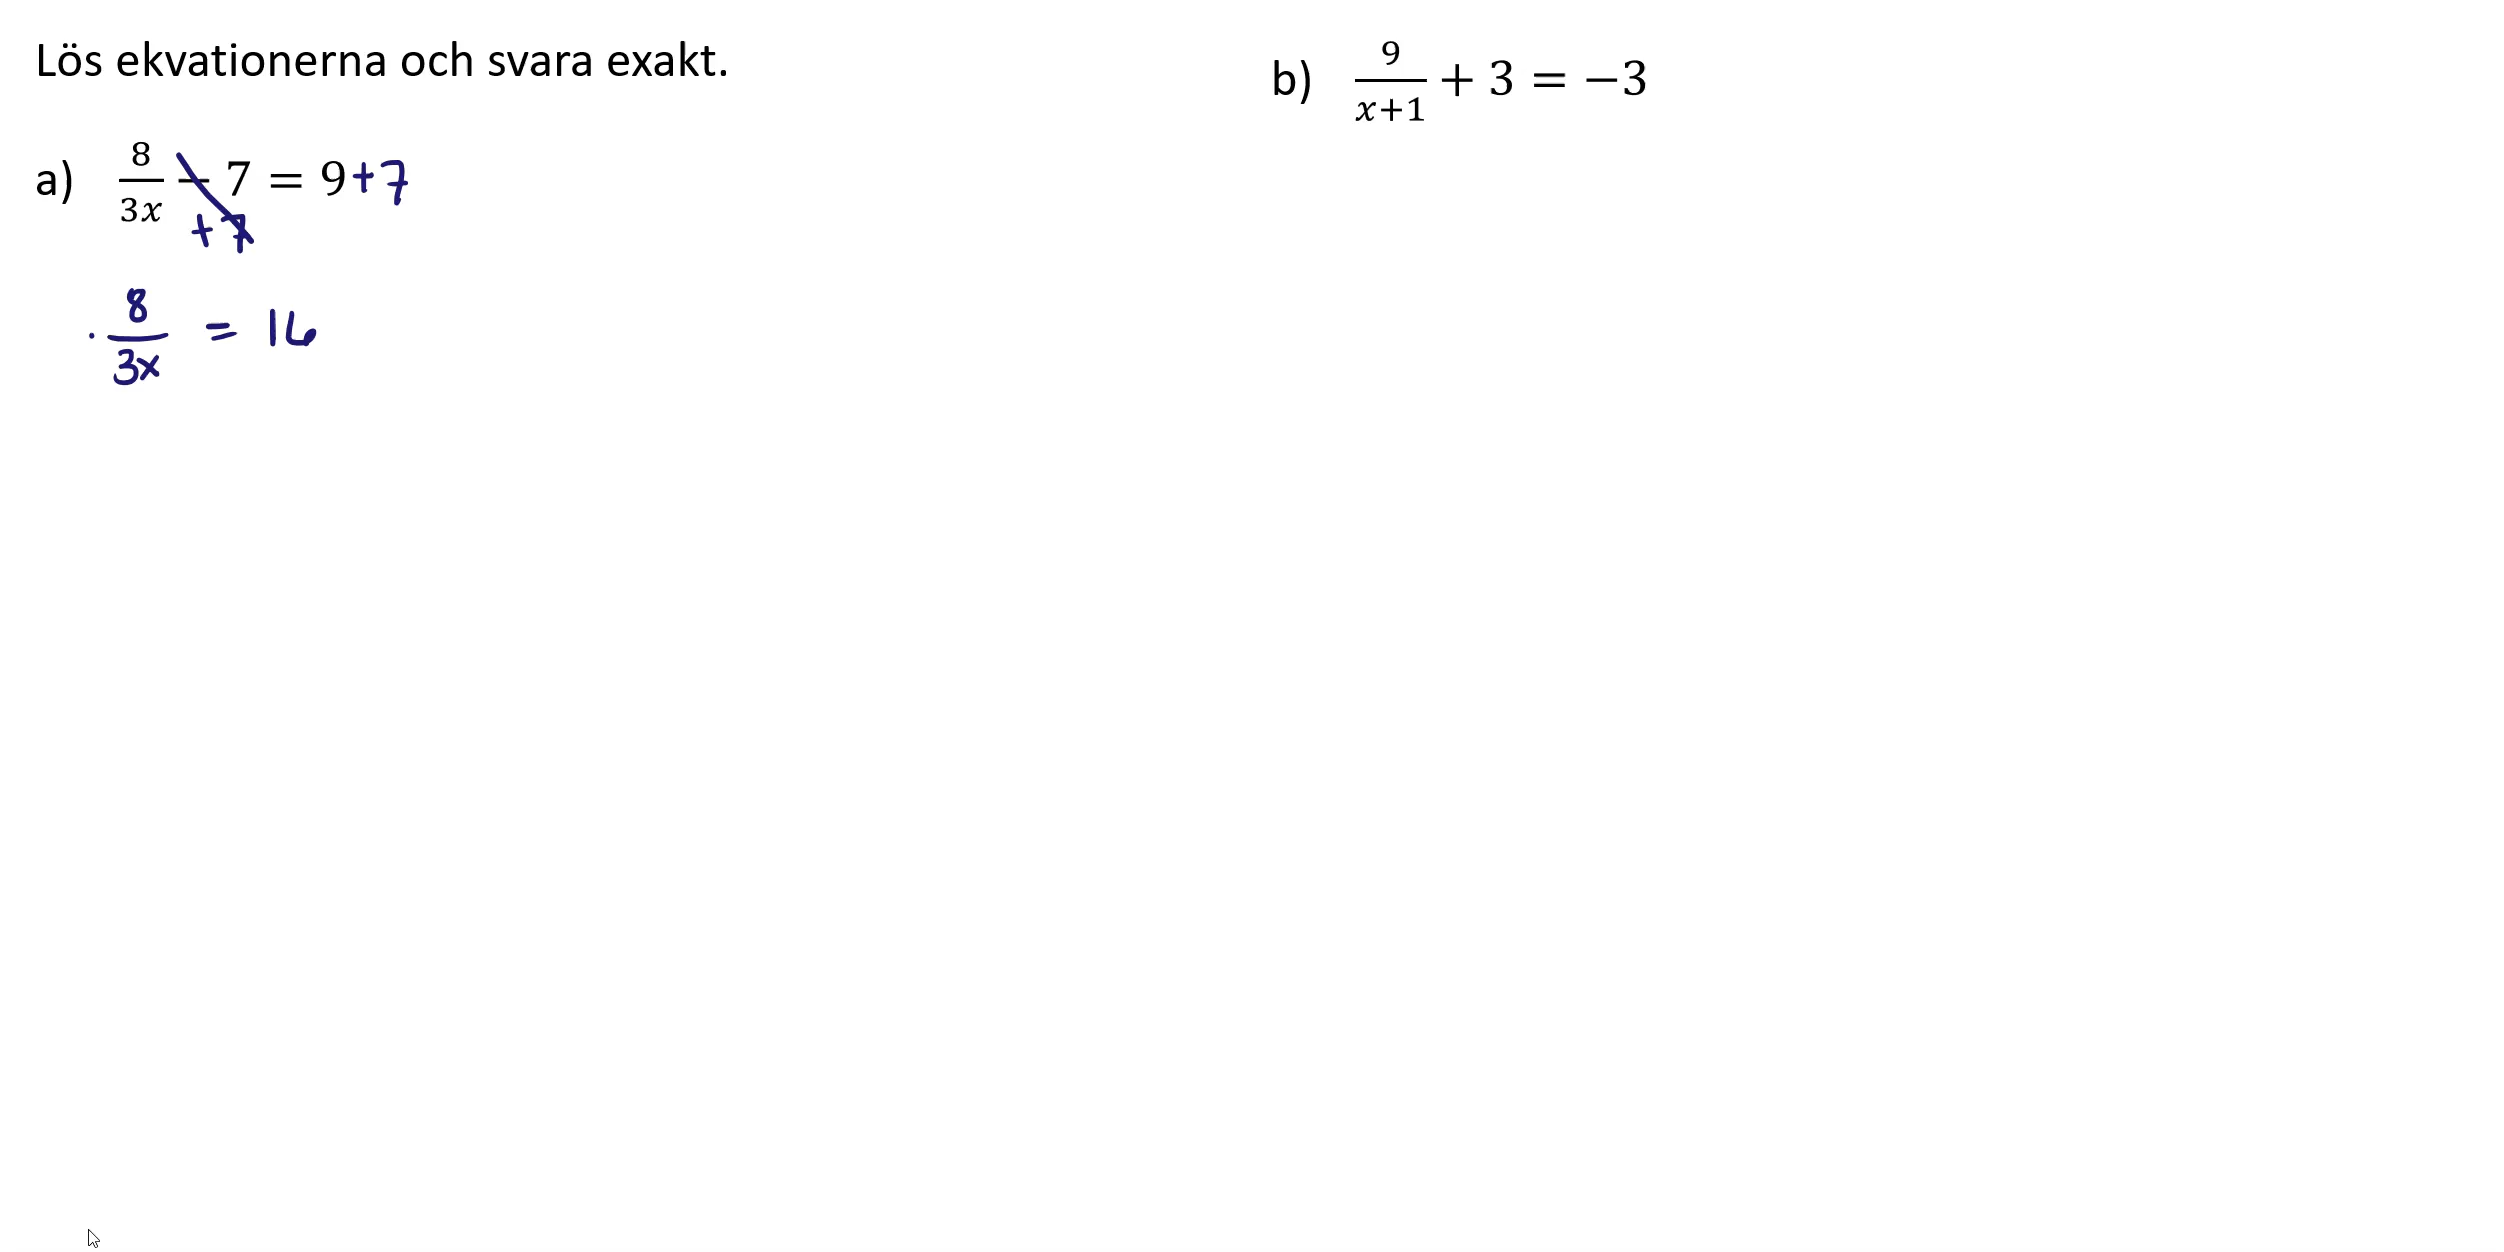 Lös ekvationerna och svara exakt.
a) 8/3x − 7 = 9 +7
+7
· 8/3x = 16
b) 9/x+1 + 3 = −3